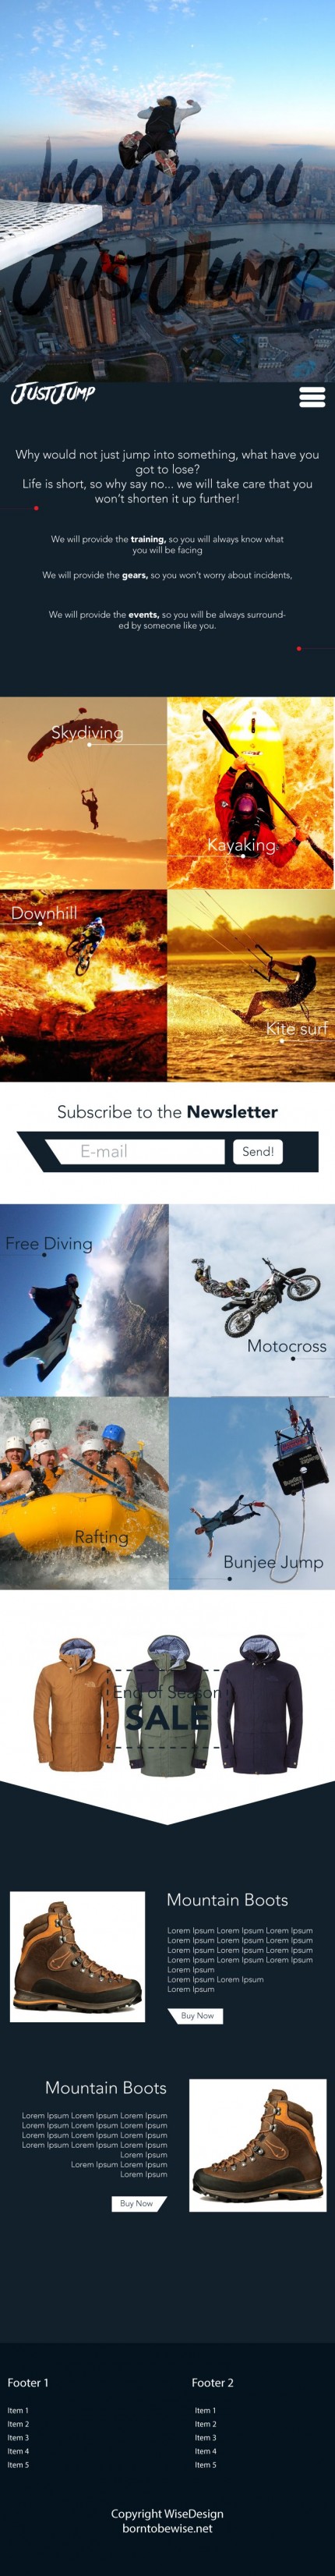 Would you
Just Jump?
JUSTJUMP
Why would not just jump into something, what have you
got to lose?
Life is short, so why say no... we will take care that you
won't shorten it up further!
We will provide the training, so you will always know what
you will be facing
We will provide the gears, so you won't worry about incidents,
We will provide the events, so you will be always surround-
ed by someone like you.
Skydiving
Kayaking
Downhill
Kite surf
Subscribe to the Newsletter
E-mail
Send!
Free Diving
Motocross
Rafting
Bunjee Jump
End of Season
SALE
Mountain Boots
Lorem Ipsum Lorem Ipsum Lorem Ipsum
Lorem Ipsum Lorem Ipsum Lorem Ipsum
Lorem Ipsum Lorem Ipsum Lorem Ipsum
Lorem Ipsum Lorem Ipsum Lorem Ipsum
Lorem Ipsum
Lorem Ipsum Lorem Ipsum
Lorem Ipsum
Buy Now
Mountain Boots
Lorem Ipsum Lorem Ipsum Lorem Ipsum
Lorem Ipsum Lorem Ipsum Lorem Ipsum
Lorem Ipsum Lorem Ipsum Lorem Ipsum
Lorem Ipsum Lorem Ipsum Lorem Ipsum
Lorem Ipsum
Lorem Ipsum Lorem Ipsum
Lorem Ipsum
Buy Now
Footer 1
Item 1
Item 2
Item 3
Item 4
Item 5
Footer 2
Item 1
Item 2
Item 3
Item 4
Item 5
Copyright WiseDesign
borntobewise.net